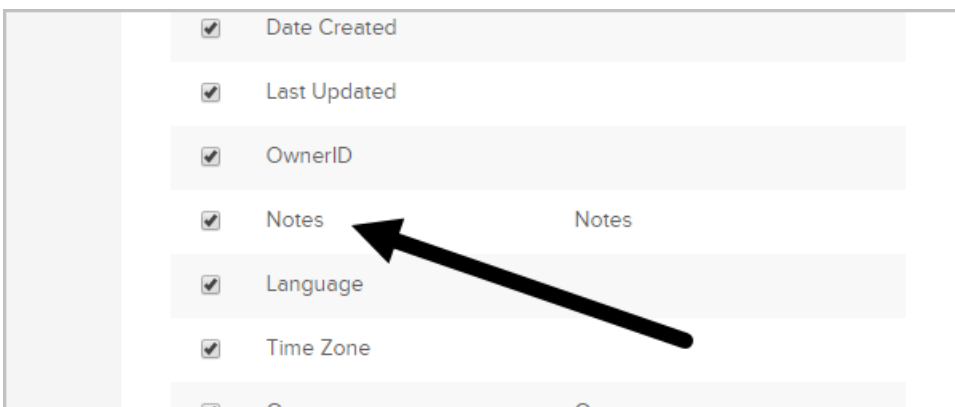 Date Created
Last Updated
OwnerID
Notes Notes
Language
Time Zone